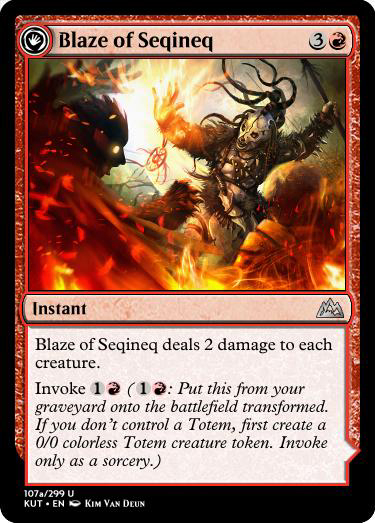 Blaze of Seqineq 3
Instant
Blaze of Seqineq deals 2 damage to each
creature.
Invoke 1 ( 1 : Put this from your
graveyard onto the battlefield transformed.
If you don't control a Totem, first create a
0/0 colorless Totem creature token. Invoke
only as a sorcery.)
107a/299 U
KUT • EN Kim Van Deun